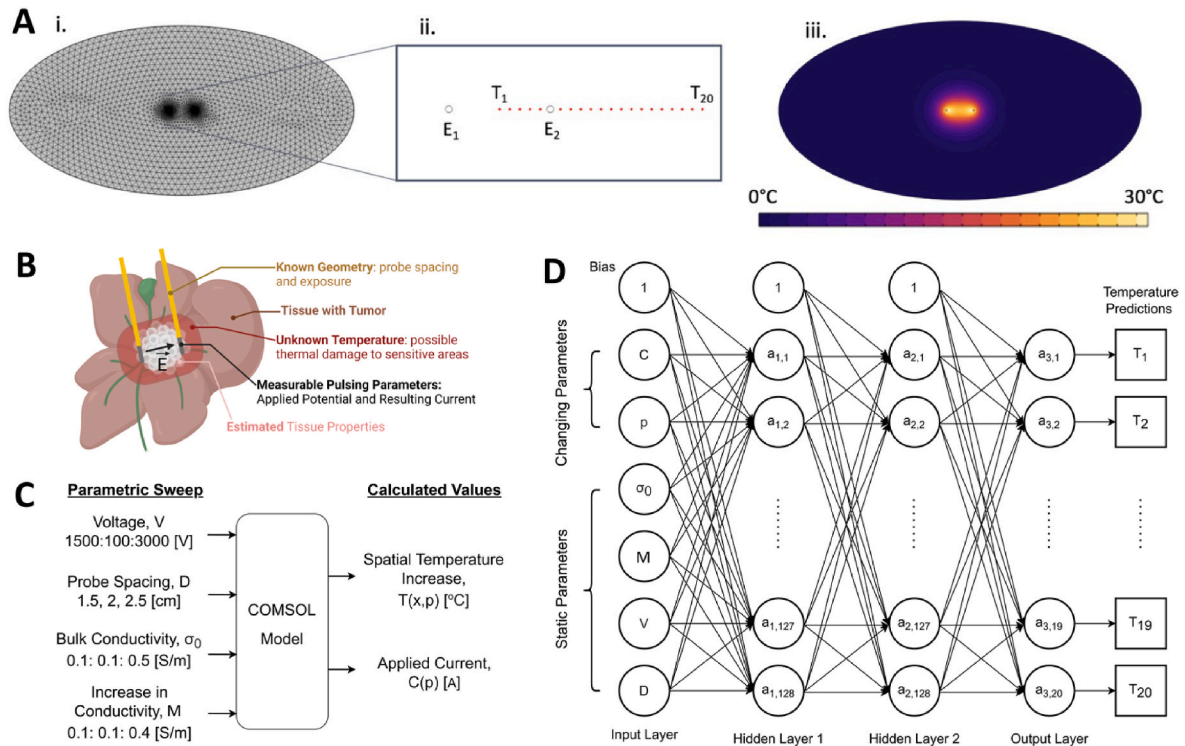 A
i.
ii.
T1
T20
E1
E2
iii.
0°C
30°C
B
Known Geometry: probe spacing
and exposure
Tissue with Tumor
Unknown Temperature: possible
thermal damage to sensitive areas
Measurable Pulsing Parameters:
Applied Potential and Resulting Current
Estimated Tissue Properties
E
C
Parametric Sweep
Calculated Values
Voltage, V
1500:100:3000 [V]
Probe Spacing, D
1.5, 2, 2.5 [cm]
Bulk Conductivity, σ0
0.1: 0.1: 0.5 [S/m]
Increase in
Conductivity, M
0.1: 0.1: 0.4 [S/m]
COMSOL
Model
Spatial Temperature
Increase,
T(x,p) [°C]
Applied Current,
C(p) [A]
D
Bias
Changing Parameters
Static Parameters
1
C
p
σ0
M
V
D
Input Layer
1
a1,1
a1,2
a1,127
a1,128
Hidden Layer 1
1
a2,1
a2,2
a2,127
a2,128
Hidden Layer 2
a3,1
a3,2
a3,19
a3,20
Output Layer
Temperature
Predictions
T1
T2
T19
T20